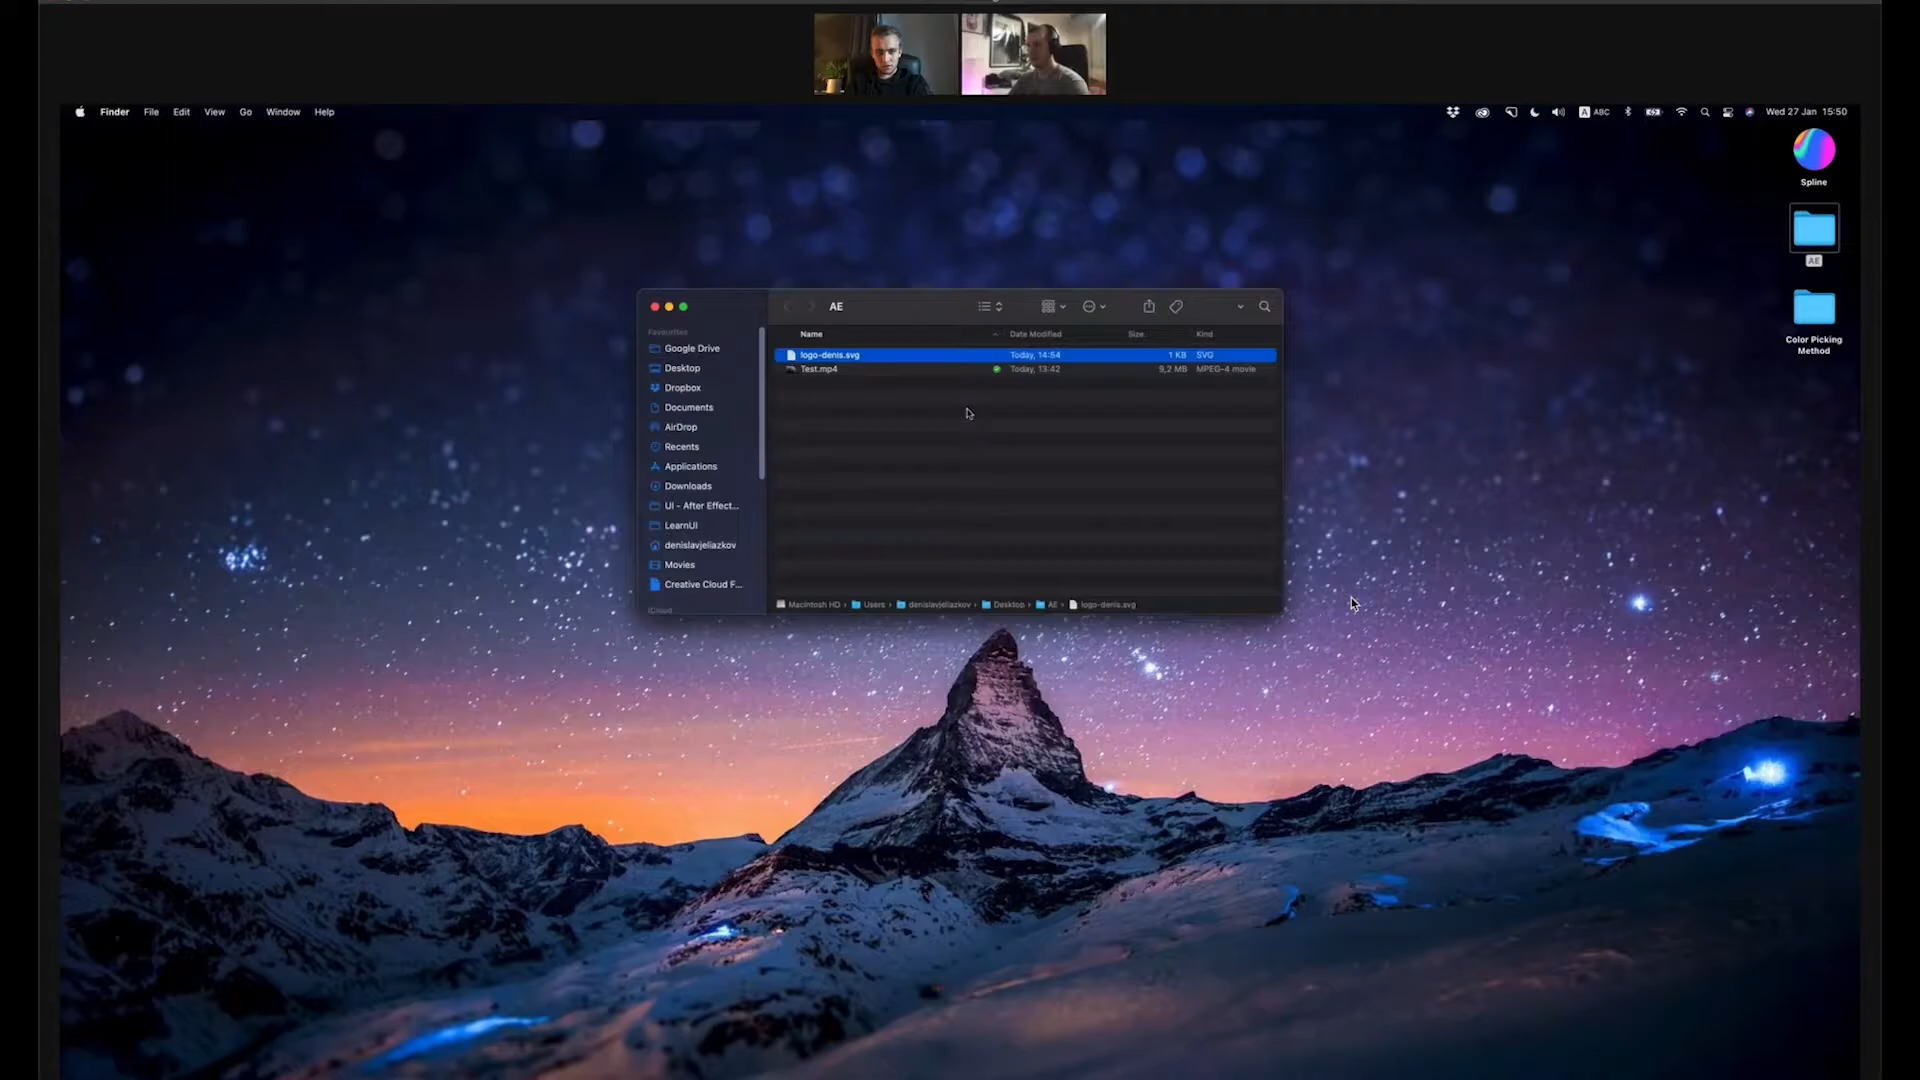 Finder File Edit View Go Window Help
ABC Wed 27 Jan 15:50
Spline
AE
Color Picking
Method
AE
Favourites
Google Drive
Desktop
Dropbox
Documents
AirDrop
Recents
Applications
Downloads
UI - After Effect...
LearnUI
denislavjeliazkov
Movies
Creative Cloud F...
iCloud
Name Date Modified Size Kind
logo-denis.svg Today, 14:54 1 KB SVG
Test.mp4 Today, 13:42 9,2 MB MPEG-4 movie
Macintosh HD › Users › denislavjeliazkov › Desktop › AE › logo-denis.svg